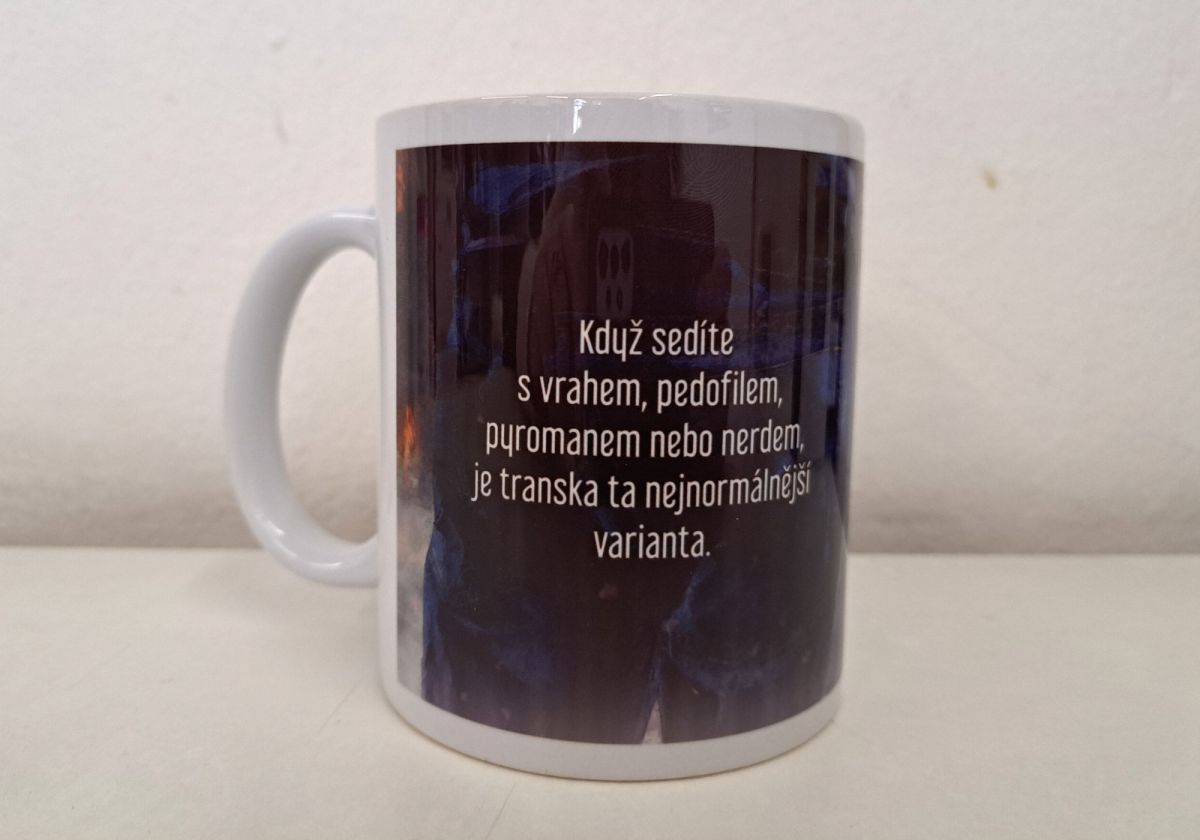 Když sedíte
s vrahem, pedofilem,
pyromanem nebo nerdem,
je transka ta nejnormálnější
varianta.